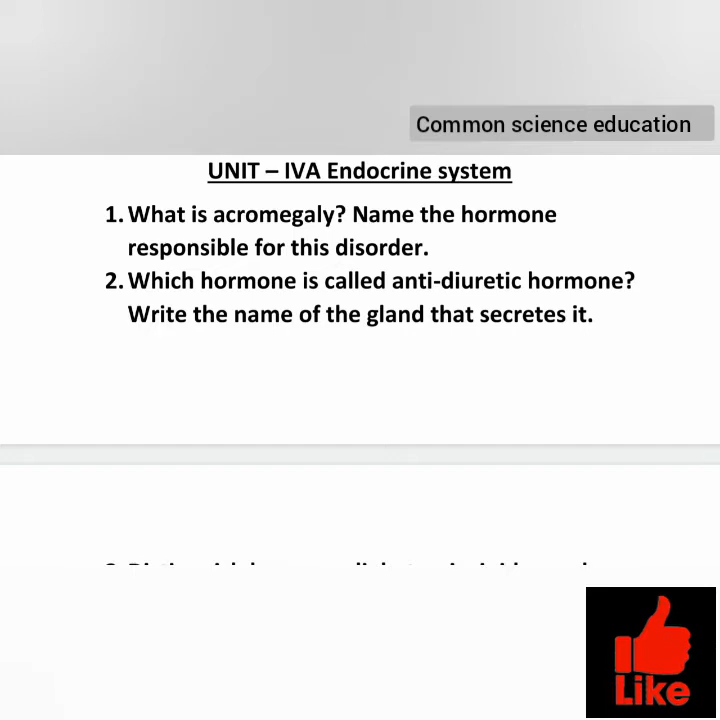 Common science education
UNIT – IVA Endocrine system
1. What is acromegaly? Name the hormone
responsible for this disorder.
2. Which hormone is called anti-diuretic hormone?
Write the name of the gland that secretes it.
Like